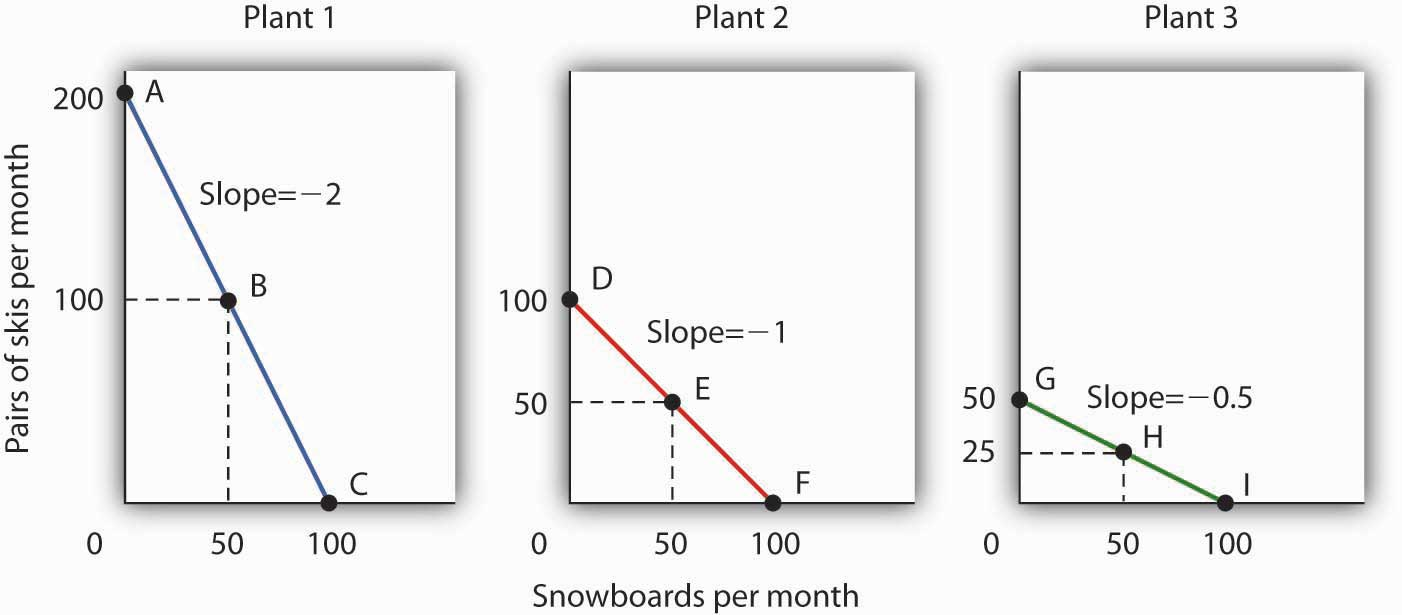 Plant 1
Plant 2
Plant 3
Pairs of skis per month
200
A
Slope=−2
100
B
C
0
50
100
100
D
Slope=−1
50
E
F
0
50
100
50
G
Slope=−0.5
25
H
I
0
50
100
Snowboards per month